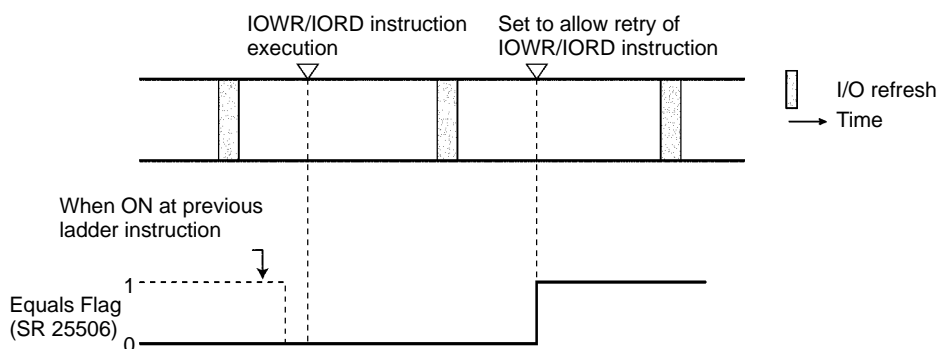 IOWR/IORD instruction
execution
Set to allow retry of
IOWR/IORD instruction
I/O refresh
Time
When ON at previous
ladder instruction
1
Equals Flag
(SR 25506)
0